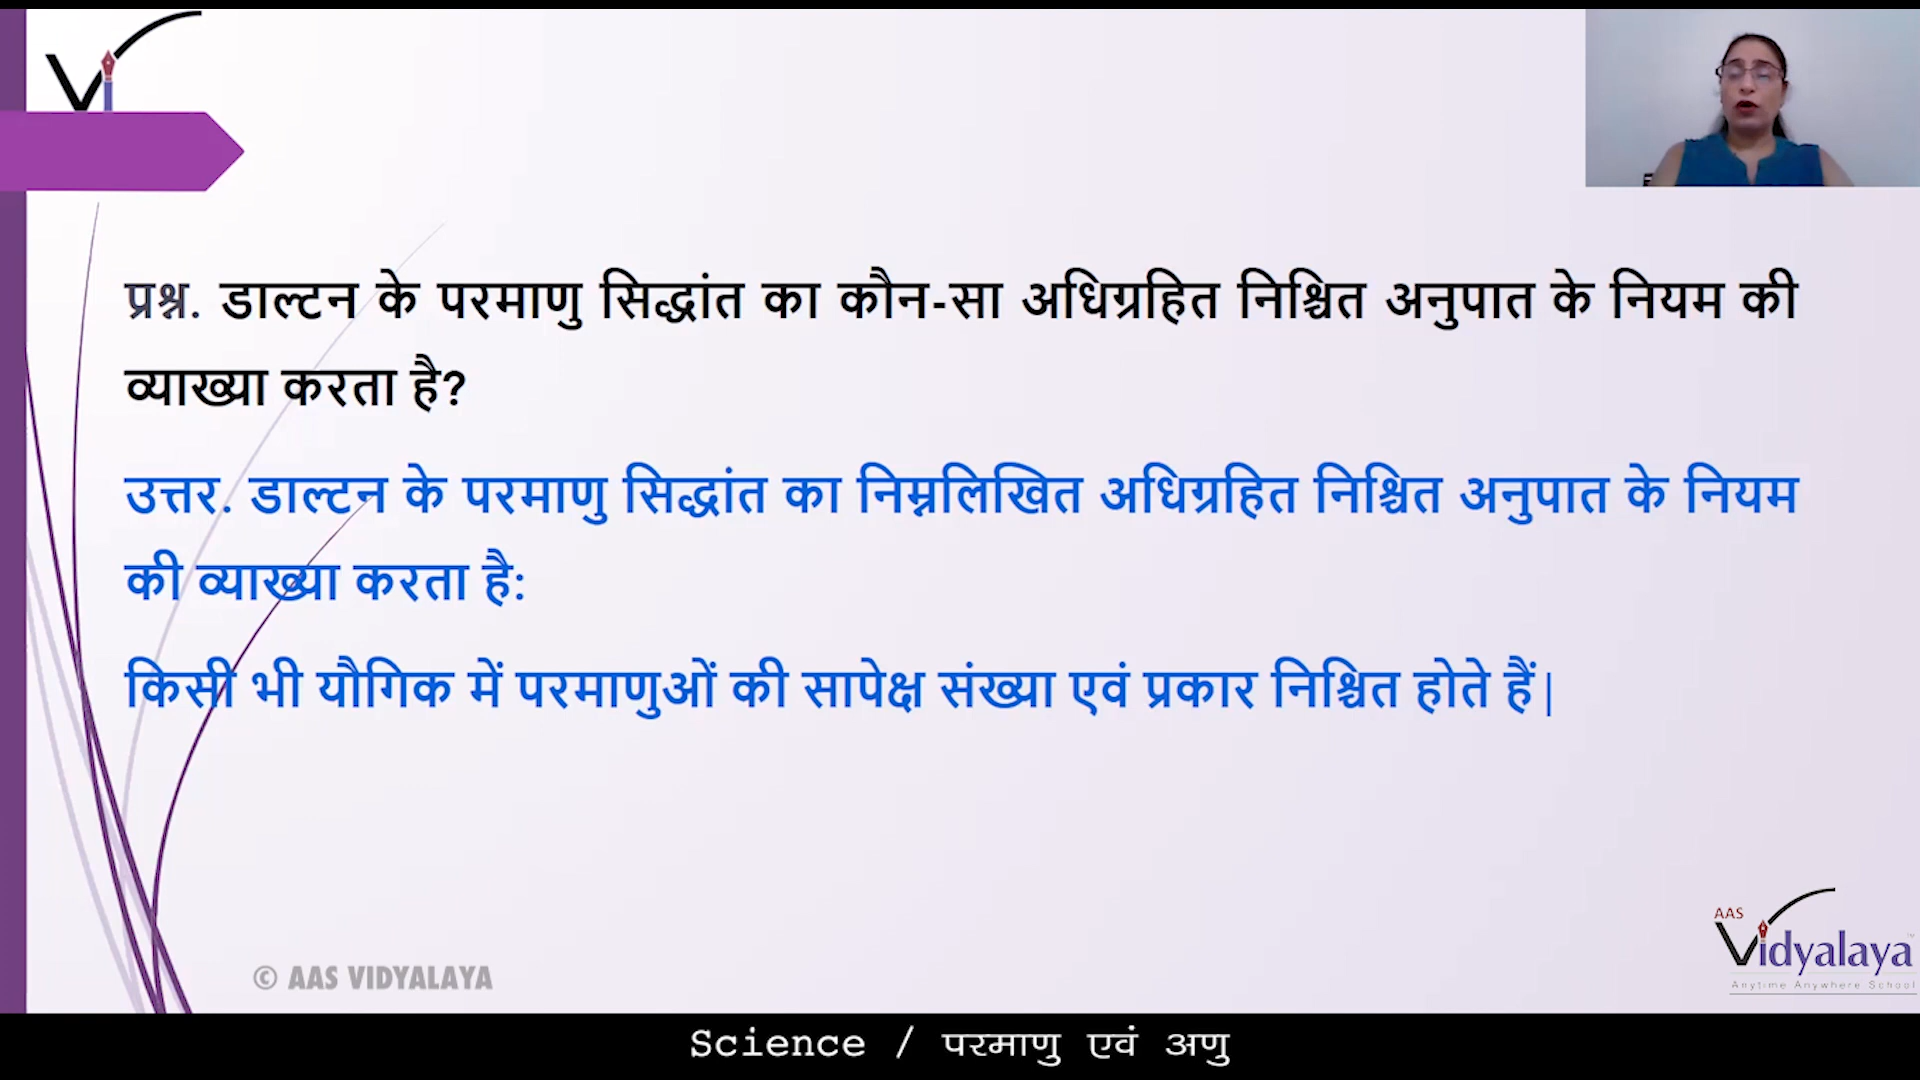 प्रश्न. डाल्टन के परमाणु सिद्धांत का कौन-सा अधिग्रहित निश्चित अनुपात के नियम की
व्याख्या करता है?
उत्तर. डाल्टन के परमाणु सिद्धांत का निम्नलिखित अधिग्रहित निश्चित अनुपात के नियम
की व्याख्या करता है:
किसी भी यौगिक में परमाणुओं की सापेक्ष संख्या एवं प्रकार निश्चित होते हैं|
AAS
Vidyalaya
Anytime Anywhere School
© AAS VIDYALAYA
Science / परमाणु एवं अणु